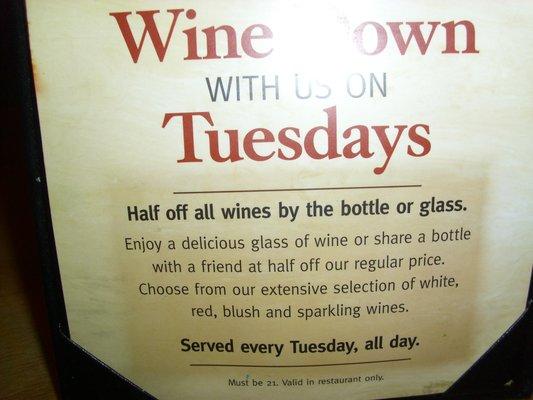 Wine Down
WITH US ON
Tuesdays
Half off all wines by the bottle or glass.
Enjoy a delicious glass of wine or share a bottle
with a friend at half off our regular price.
Choose from our extensive selection of white,
red, blush and sparkling wines.
Served every Tuesday, all day.
Must be 21. Valid in restaurant only.